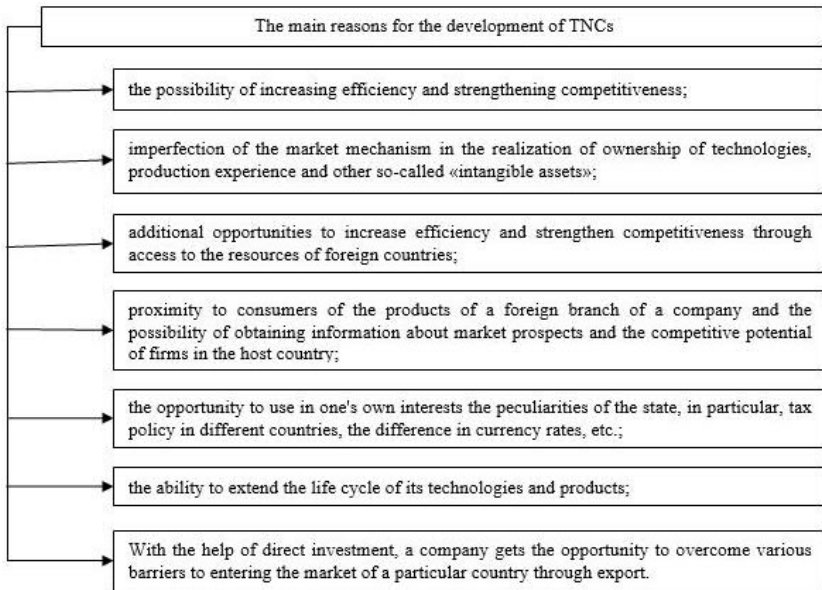 The main reasons for the development of TNCs
the possibility of increasing efficiency and strengthening competitiveness;
imperfection of the market mechanism in the realization of ownership of technologies,
production experience and other so-called «intangible assets»;
additional opportunities to increase efficiency and strengthen competitiveness through
access to the resources of foreign countries;
proximity to consumers of the products of a foreign branch of a company and the
possibility of obtaining information about market prospects and the competitive potential
of firms in the host country;
the opportunity to use in one's own interests the peculiarities of the state, in particular, tax
policy in different countries, the difference in currency rates, etc.;
the ability to extend the life cycle of its technologies and products;
With the help of direct investment, a company gets the opportunity to overcome various
barriers to entering the market of a particular country through export.